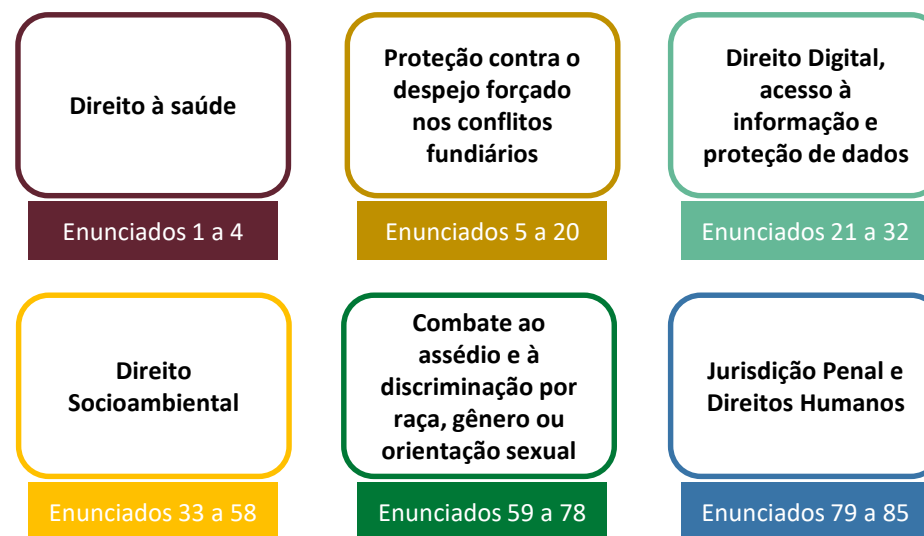 Direito à saúde
Enunciados 1 a 4
Proteção contra o
despejo forçado
nos conflitos
fundiários
Enunciados 5 a 20
Direito Digital,
acesso à
informação e
proteção de dados
Enunciados 21 a 32
Direito
Socioambiental
Enunciados 33 a 58
Combate ao
assédio e à
discriminação por
raça, gênero ou
orientação sexual
Enunciados 59 a 78
Jurisdição Penal e
Direitos Humanos
Enunciados 79 a 85